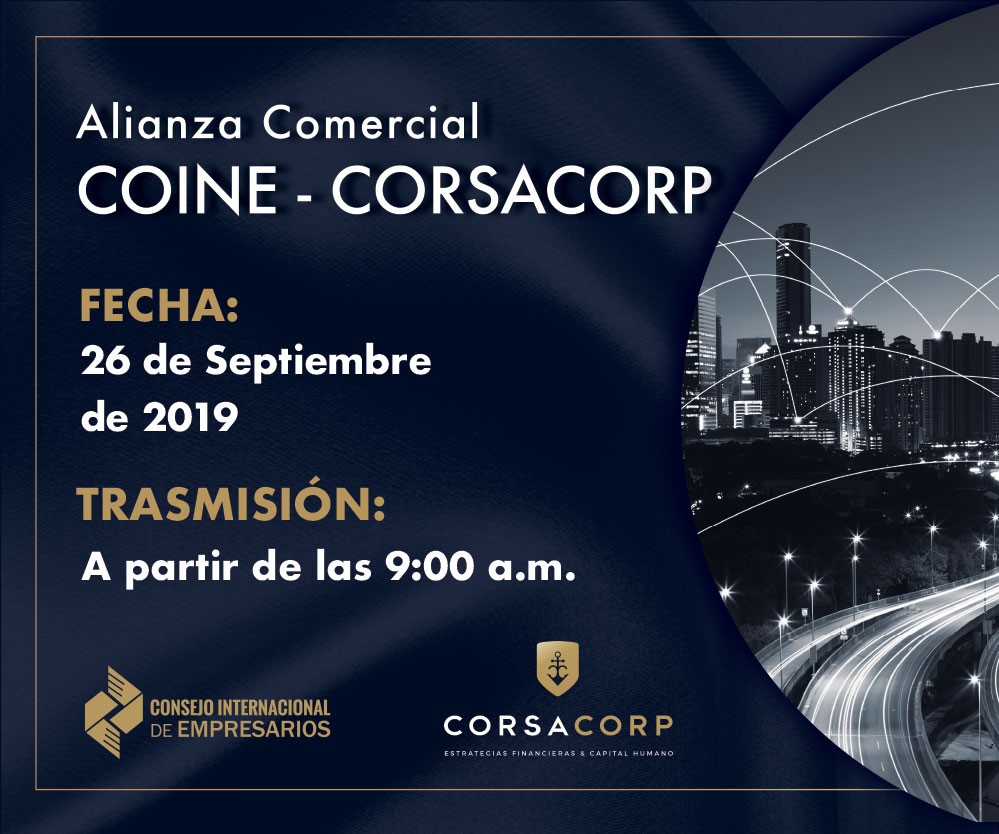 Alianza Comercial
COINE - CORSACORP
FECHA:
26 de Septiembre
de 2019
TRASMISIÓN:
A partir de las 9:00 a.m.
CONSEJO INTERNACIONAL
DE EMPRESARIOS
CORSACORP
ESTRATEGIAS FINANCIERAS & CAPITAL HUMANO